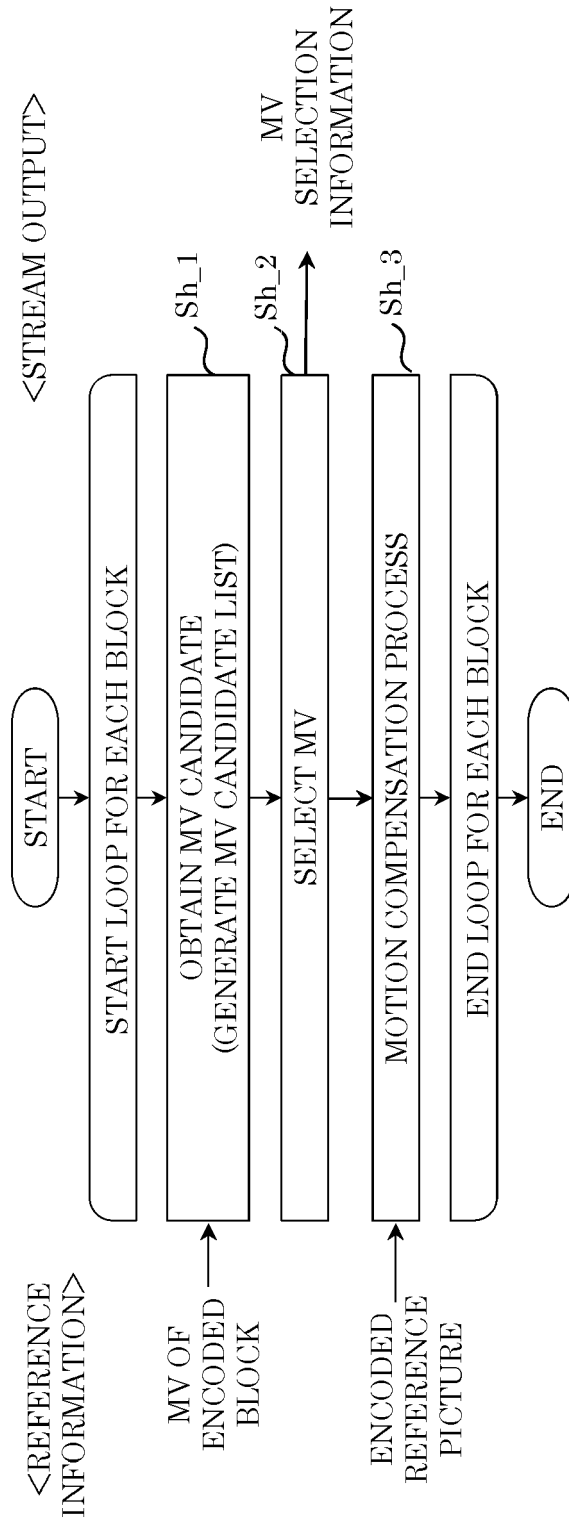 <REFERENCE
INFORMATION>
<STREAM OUTPUT>
START
START LOOP FOR EACH BLOCK
MV OF
ENCODED
BLOCK
OBTAIN MV CANDIDATE
(GENERATE MV CANDIDATE LIST)
Sh_1
SELECT MV
Sh_2
MV
SELECTION
INFORMATION
ENCODED
REFERENCE
PICTURE
MOTION COMPENSATION PROCESS
Sh_3
END LOOP FOR EACH BLOCK
END